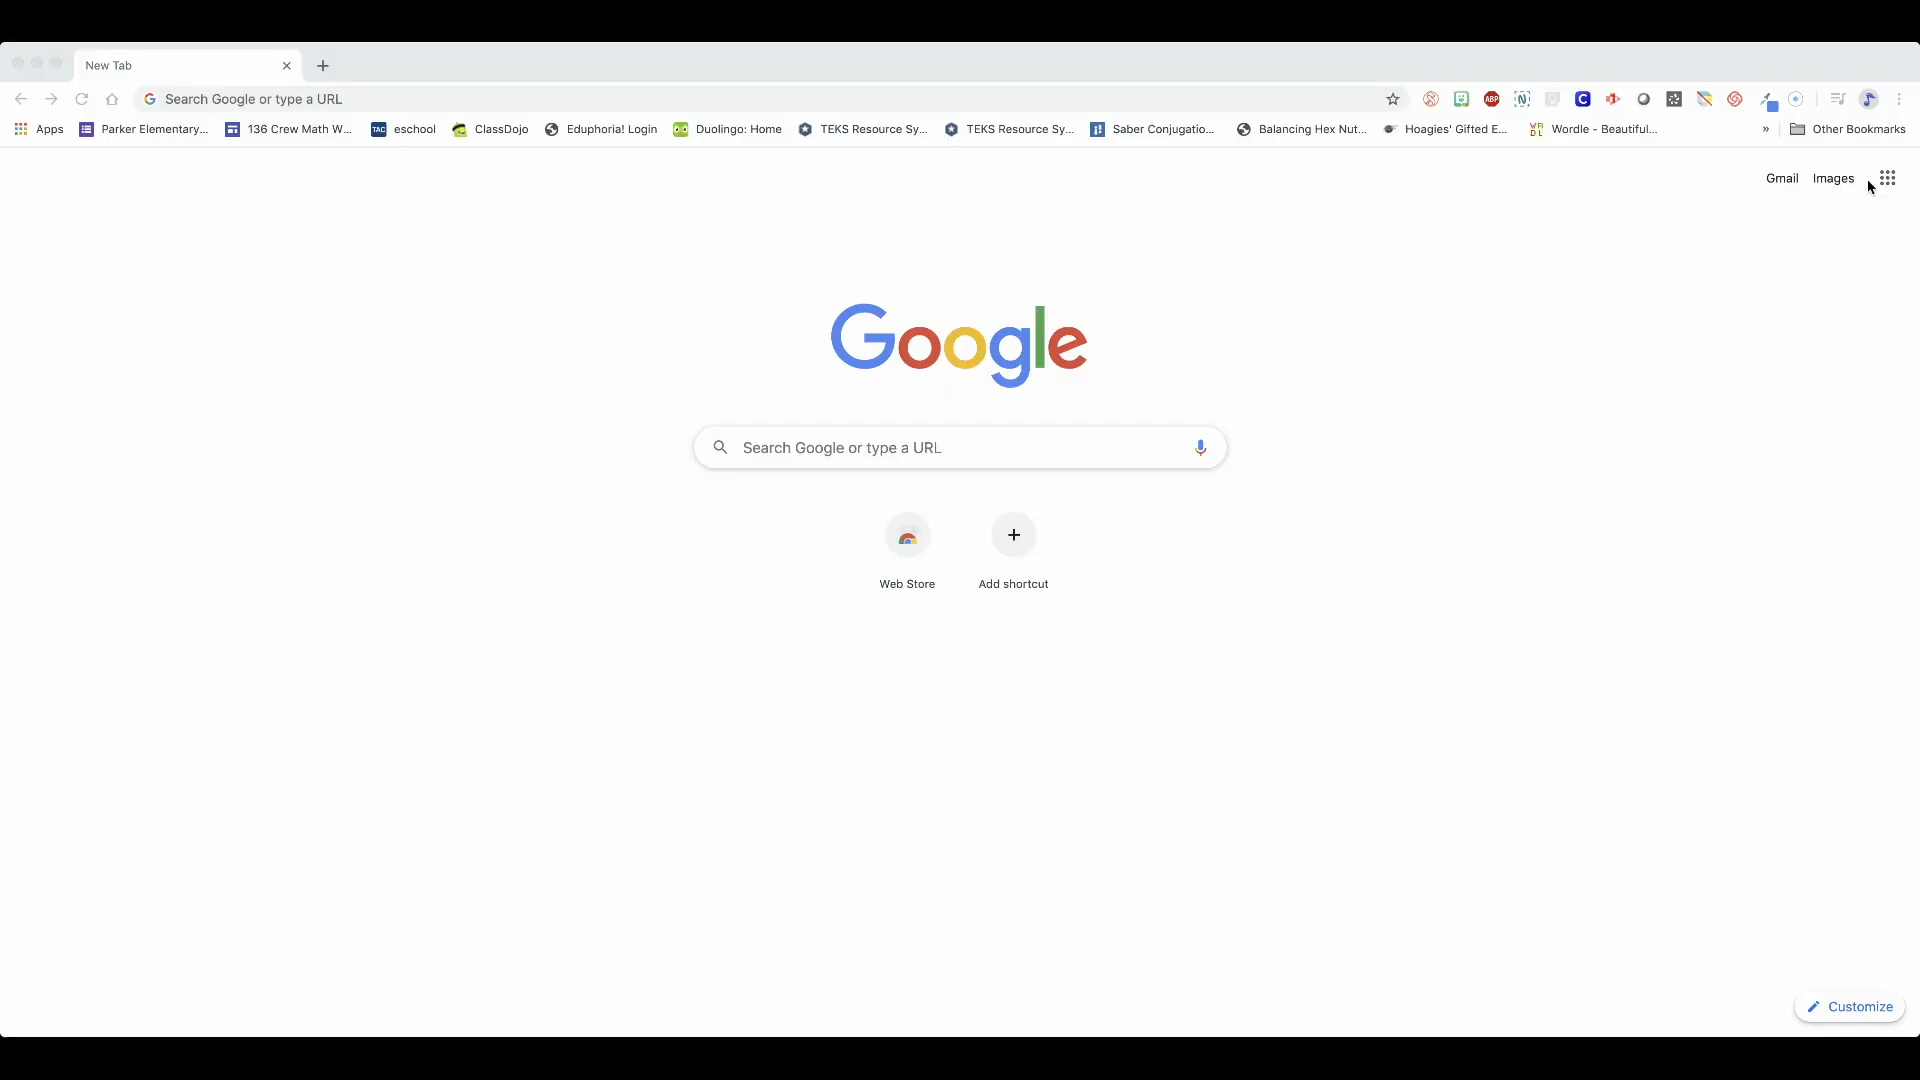 New Tab
Search Google or type a URL
ABP
Apps Parker Elementary... 136 Crew Math W... TAC eschool ClassDojo Eduphoria! Login Duolingo: Home TEKS Resource Sy... TEKS Resource Sy... Saber Conjugatio... Balancing Hex Nut... Hoagies' Gifted E... Wordle - Beautiful... » Other Bookmarks
Gmail Images
Google
Search Google or type a URL
Web Store Add shortcut
Customize